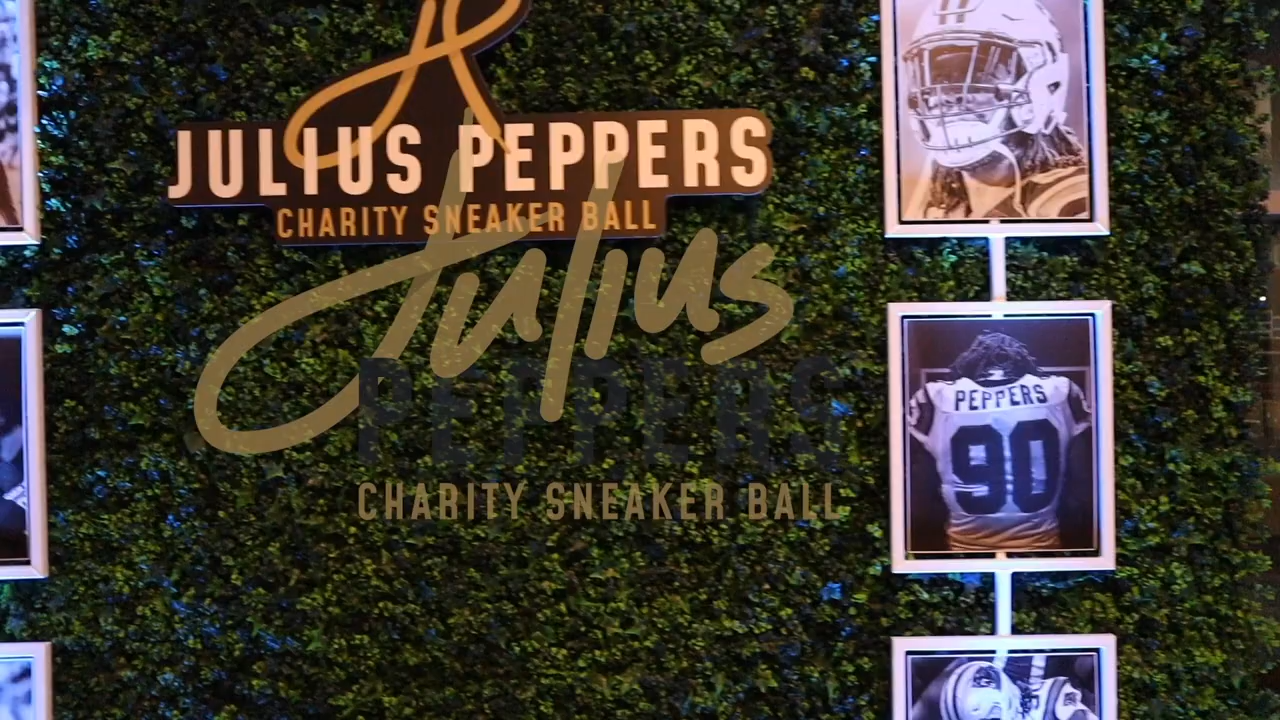 JULIUS PEPPERS
CHARITY SNEAKER BALL
Julius
PEPPERS
CHARITY SNEAKER BALL
PEPPERS
90